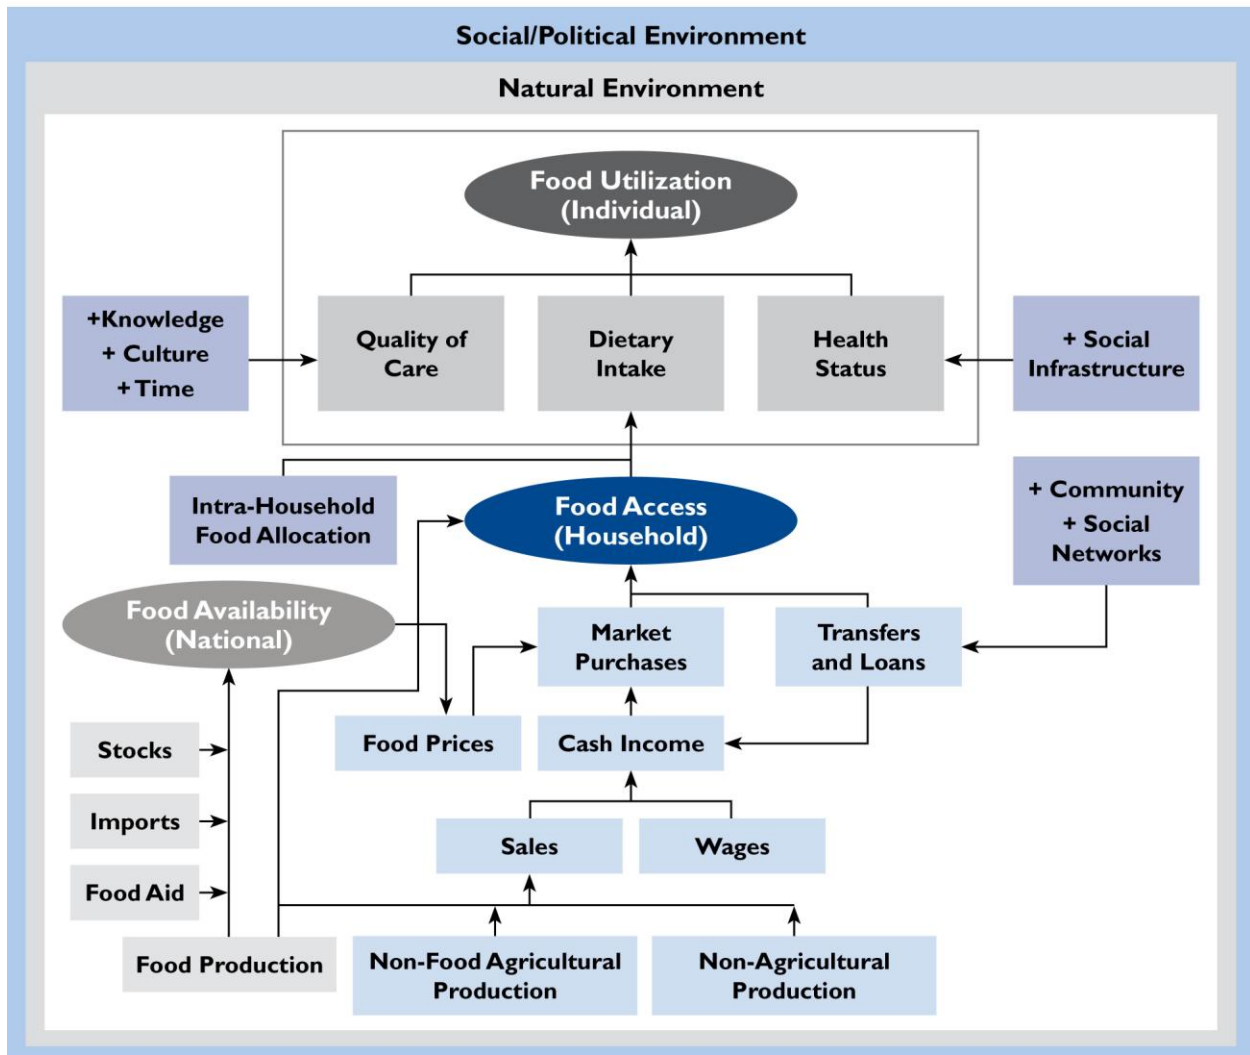 Social/Political Environment
Natural Environment
Food Utilization
(Individual)
+Knowledge
+ Culture
+ Time
Quality of
Care
Dietary
Intake
Health
Status
+ Social
Infrastructure
Intra-Household
Food Allocation
Food Access
(Household)
+ Community
+ Social
Networks
Food Availability
(National)
Market
Purchases
Transfers
and Loans
Stocks
Food Prices
Cash Income
Imports
Sales
Wages
Food Aid
Food Production
Non-Food Agricultural
Production
Non-Agricultural
Production